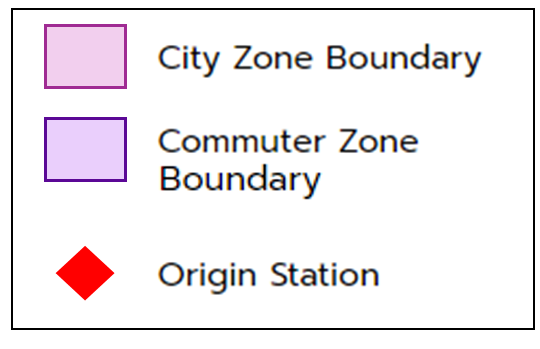 City Zone Boundary
Commuter Zone
Boundary
Origin Station